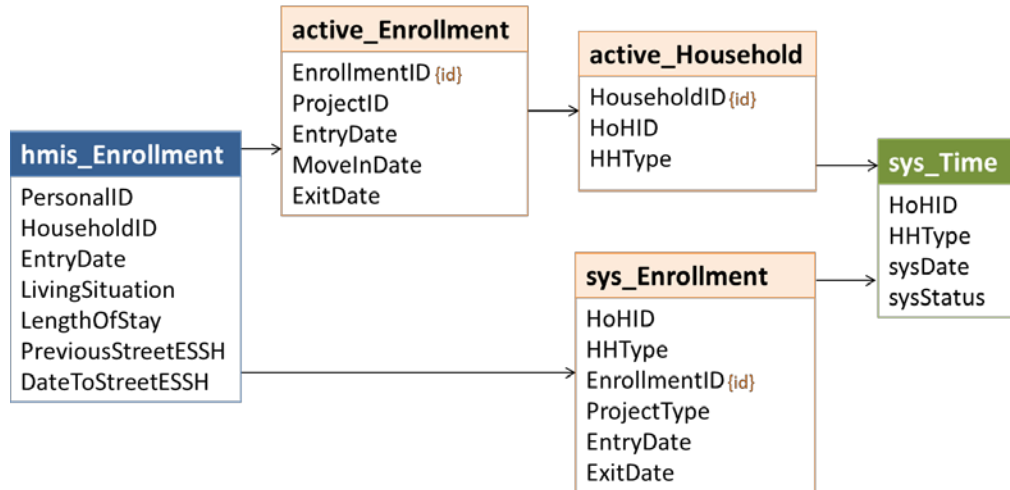 active_Enrollment
EnrollmentID {id}
ProjectID
EntryDate
MoveInDate
ExitDate
active_Household
HouseholdID {id}
HoHID
HHType
hmis_Enrollment
PersonalID
HouseholdID
EntryDate
LivingSituation
LengthOfStay
PreviousStreetESSH
DateToStreetESSH
sys_Time
HoHID
HHType
sysDate
sysStatus
sys_Enrollment
HoHID
HHType
EnrollmentID {id}
ProjectType
EntryDate
ExitDate